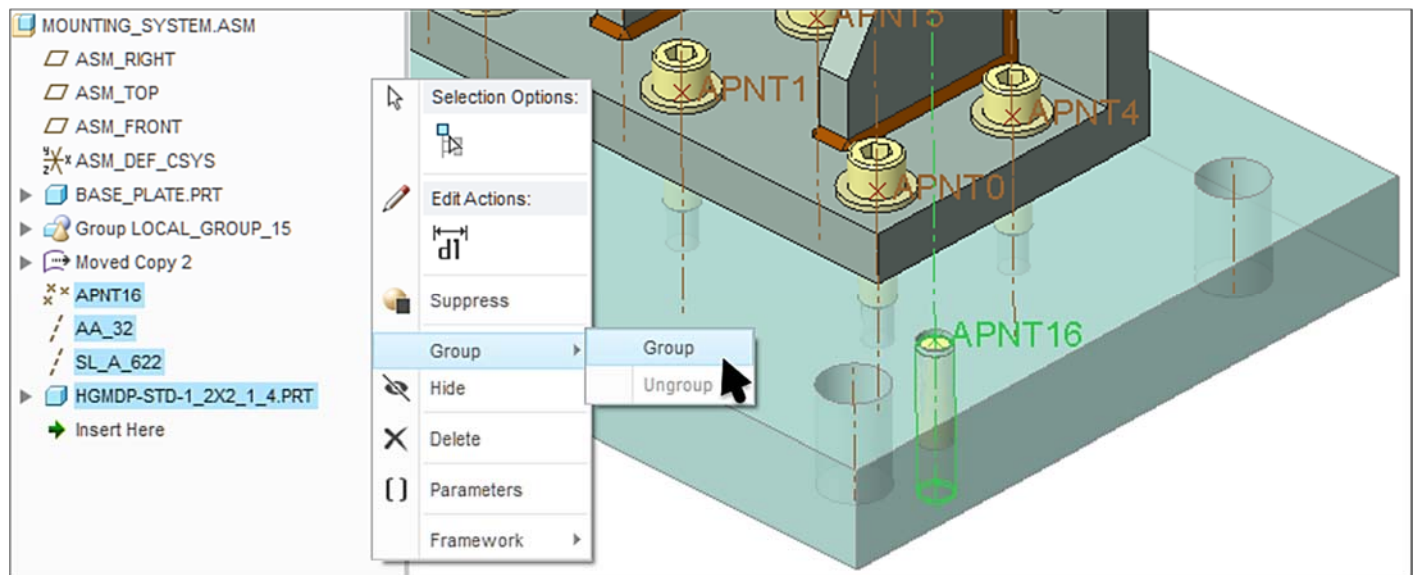 MOUNTING_SYSTEM.ASM
ASM_RIGHT
ASM_TOP
ASM_FRONT
ASM_DEF_CSYS
BASE_PLATE.PRT
Group LOCAL_GROUP_15
Moved Copy 2
APNT16
AA_32
SL_A_622
HGMDP-STD-1_2X2_1_4.PRT
Insert Here
Selection Options:
Edit Actions:
d1
Suppress
Group
Hide
Delete
Parameters
Framework
Group
Ungroup
APNT5
APNT1
APNT4
APNT0
APNT16